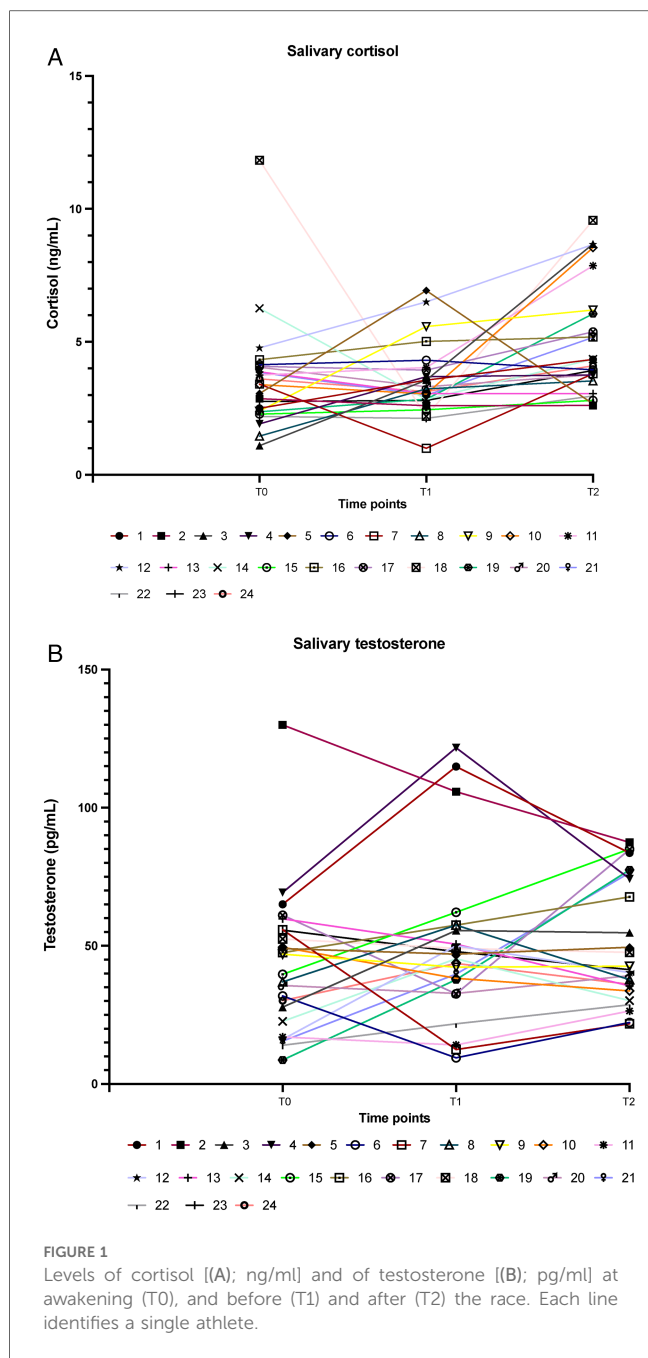 A
Salivary cortisol
15
10
5
0
Cortisol (ng/mL)
T0 T1 T2
Time points
1 2 3 4 5 6 7 8 9 10 11
12 13 14 15 16 17 18 19 20 21
22 23 24
B
Salivary testosterone
150
100
50
0
Testosterone (pg/mL)
T0 T1 T2
Time points
1 2 3 4 5 6 7 8 9 10 11
12 13 14 15 16 17 18 19 20 21
22 23 24
FIGURE 1
Levels of cortisol [(A); ng/ml] and of testosterone [(B); pg/ml] at
awakening (T0), and before (T1) and after (T2) the race. Each line
identifies a single athlete.